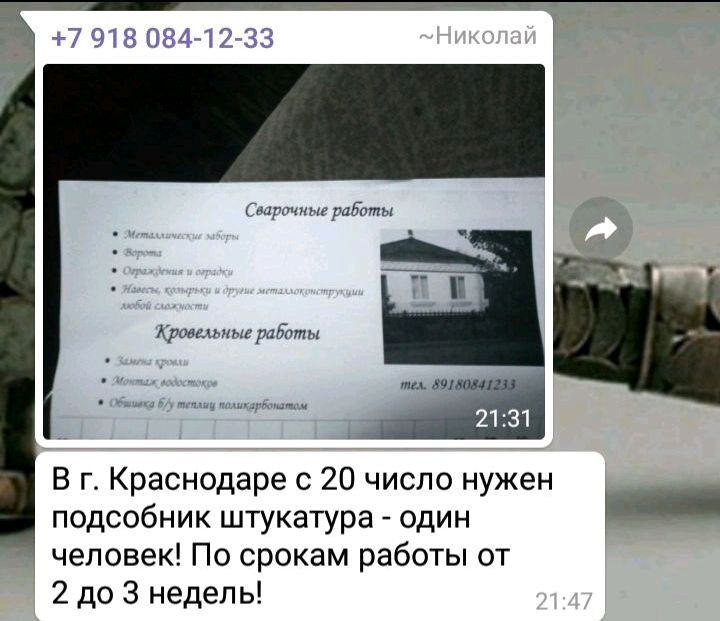 +7 918 084-12-33
~Николай
Сварочные работы
• Металлические заборы
• Ворота
• Ограждения и оградки
• Навесы, козырьки и другие металлоконструкции
любой сложности
Кровельные работы
• Замена кровли
• Монтаж водостоков
• Обшивка б/у теплиц поликарбонатом
тел. 89180841233
21:31
В г. Краснодаре с 20 число нужен
подсобник штукатура - один
человек! По срокам работы от
2 до 3 недель!
21:47